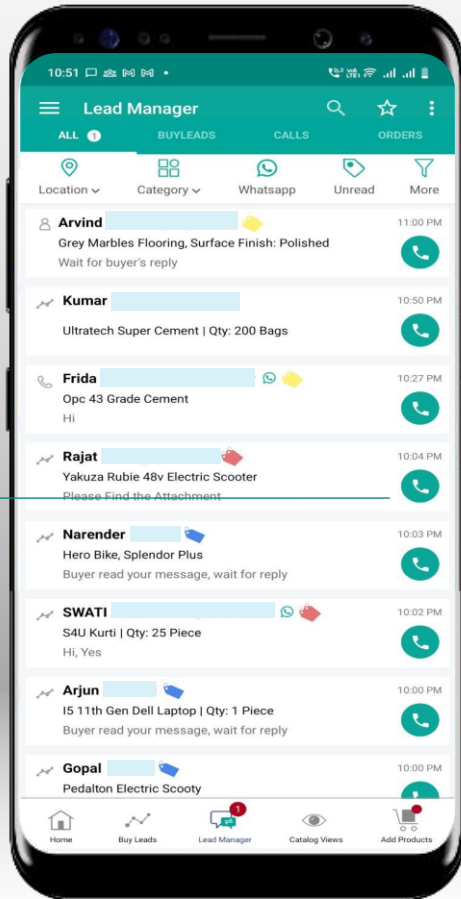 10:51
Lead Manager
ALL 1 BUYLEADS CALLS ORDERS
Location Category Whatsapp Unread More
Arvind 11:00 PM
Grey Marbles Flooring, Surface Finish: Polished
Wait for buyer's reply
Kumar 10:50 PM
Ultratech Super Cement | Qty: 200 Bags
Frida 10:27 PM
Opc 43 Grade Cement
Hi
Rajat 10:04 PM
Yakuza Rubie 48v Electric Scooter
Please Find the Attachment
Narender 10:03 PM
Hero Bike, Splendor Plus
Buyer read your message, wait for reply
SWATI 10:02 PM
S4U Kurti | Qty: 25 Piece
Hi, Yes
Arjun 10:00 PM
I5 11th Gen Dell Laptop | Qty: 1 Piece
Buyer read your message, wait for reply
Gopal 10:00 PM
Pedalton Electric Scooty
1
Home Buy Leads Lead Manager Catalog Views Add Products